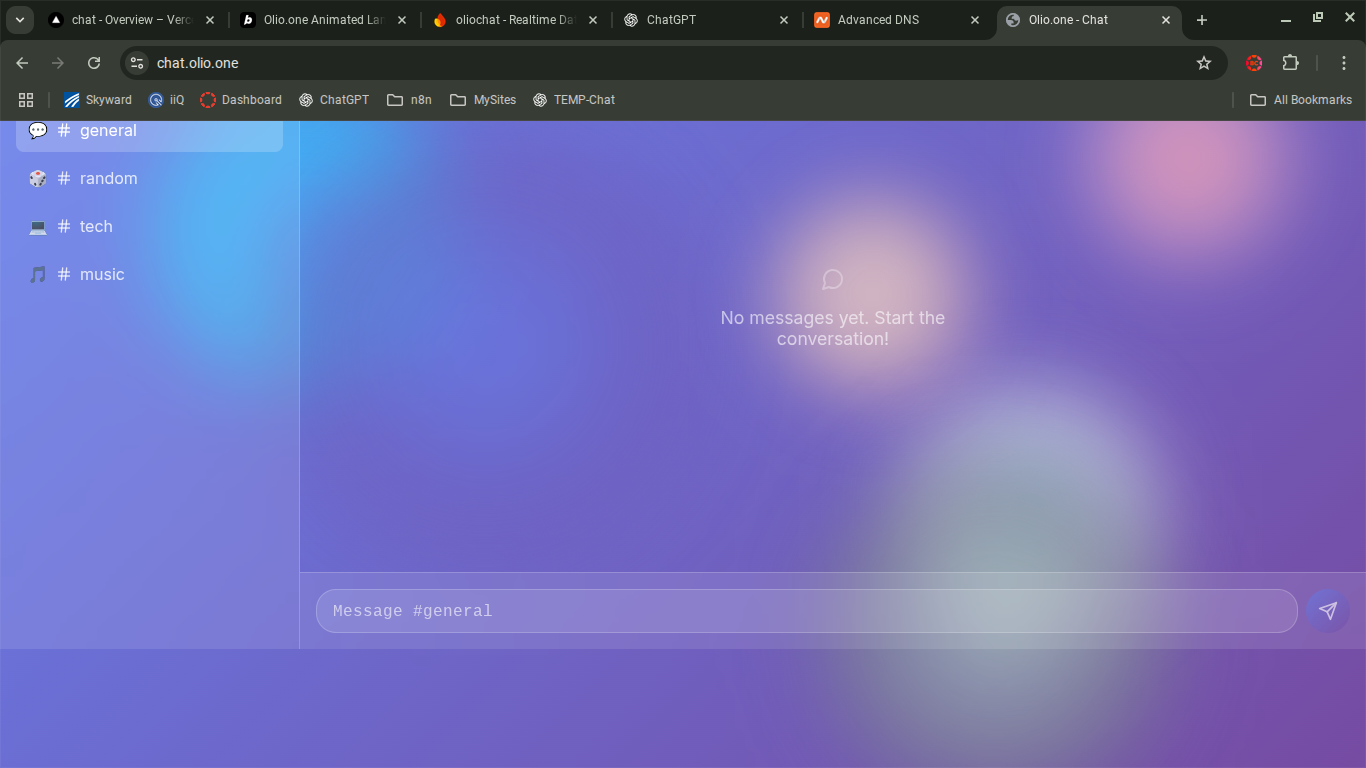 chat - Overview – Verc
Olio.one Animated Lan
oliochat - Realtime Dat
ChatGPT
Advanced DNS
Olio.one - Chat
chat.olio.one
Skyward
iiQ
Dashboard
ChatGPT
n8n
MySites
TEMP-Chat
All Bookmarks
# general
# random
# tech
# music
No messages yet. Start the
conversation!
Message #general